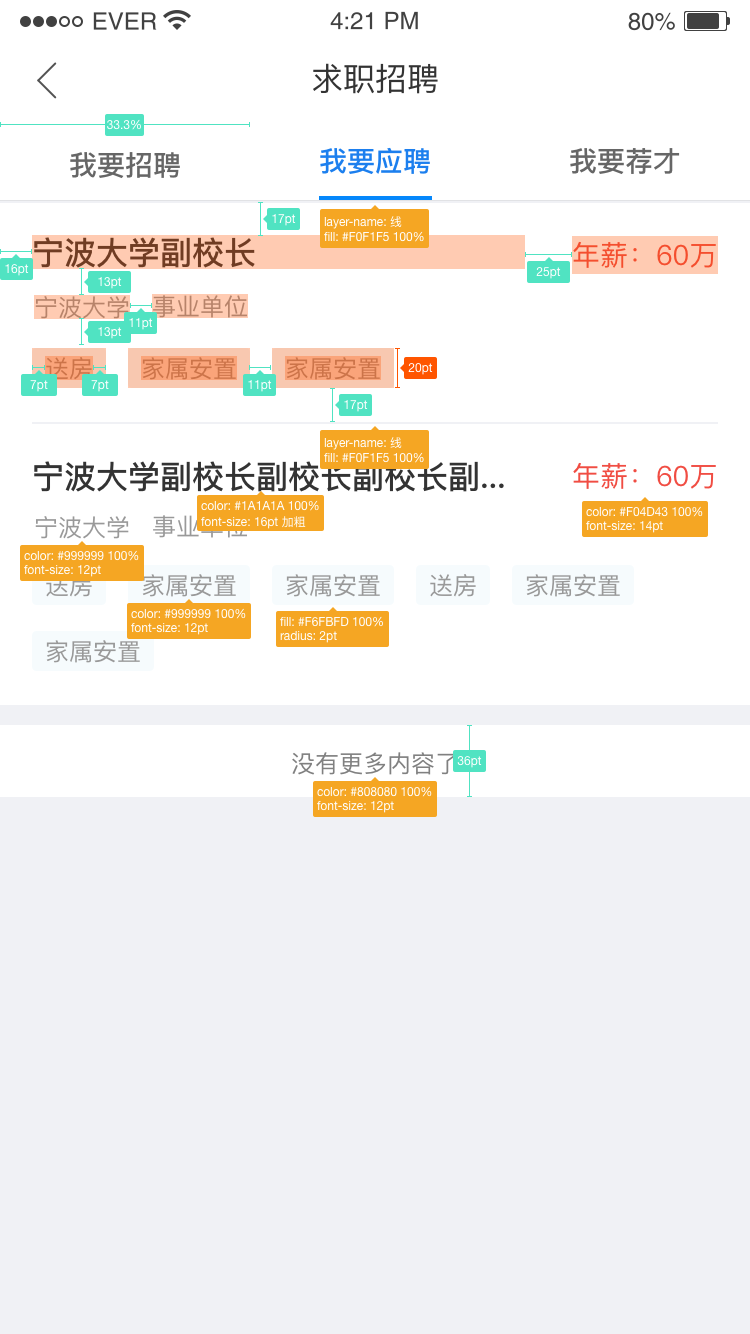 EVER 4:21 PM 80%
求职招聘
33.3%
我要招聘 我要应聘 我要荐才
17pt
layer-name: 线
fill: #F0F1F5 100%
宁波大学副校长 年薪：60万
16pt
25pt
13pt
宁波大学 事业单位
11pt
13pt
送房 家属安置 家属安置 20pt
7pt 7pt 11pt
17pt
layer-name: 线
fill: #F0F1F5 100%
宁波大学副校长副校长副校长副... 年薪：60万
color: #1A1A1A 100%
font-size: 16pt 加粗
color: #F04D43 100%
font-size: 14pt
宁波大学 事业单位
color: #999999 100%
font-size: 12pt
送房 家属安置 家属安置 送房 家属安置
color: #999999 100%
font-size: 12pt
fill: #F6FBFD 100%
radius: 2pt
家属安置
没有更多内容了
36pt
color: #808080 100%
font-size: 12pt